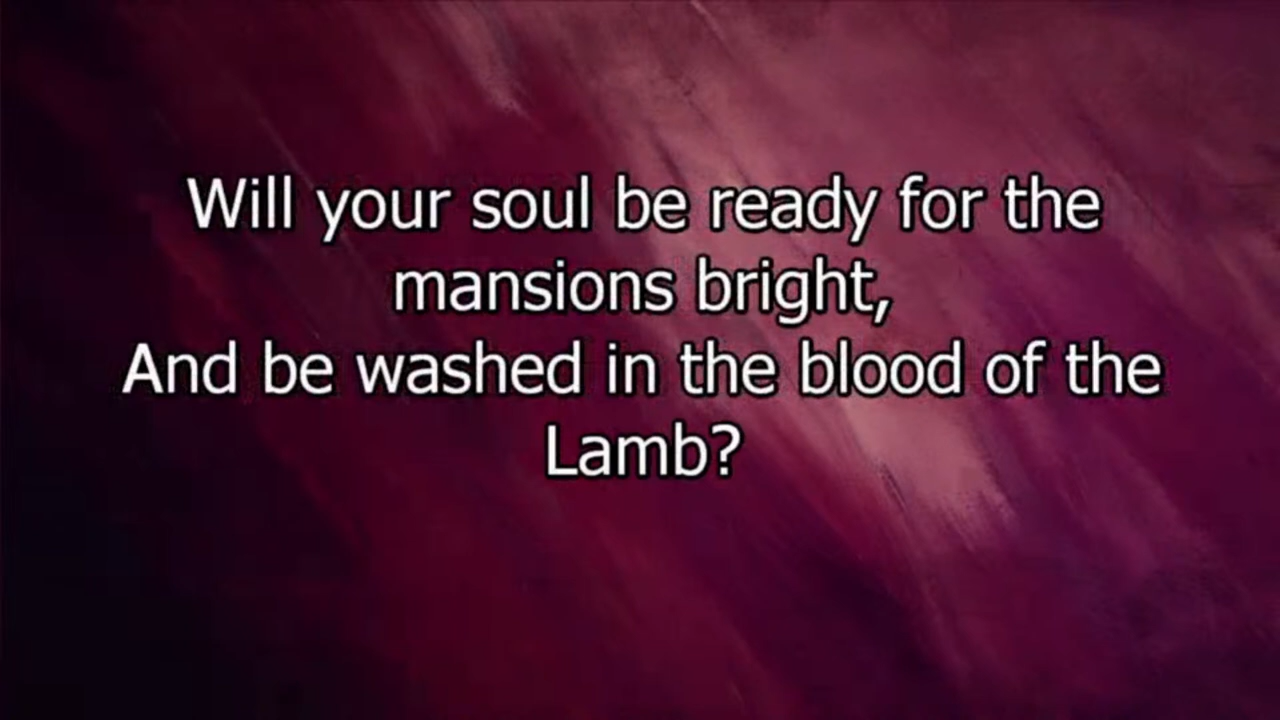 Will your soul be ready for the
mansions bright,
And be washed in the blood of the
Lamb?